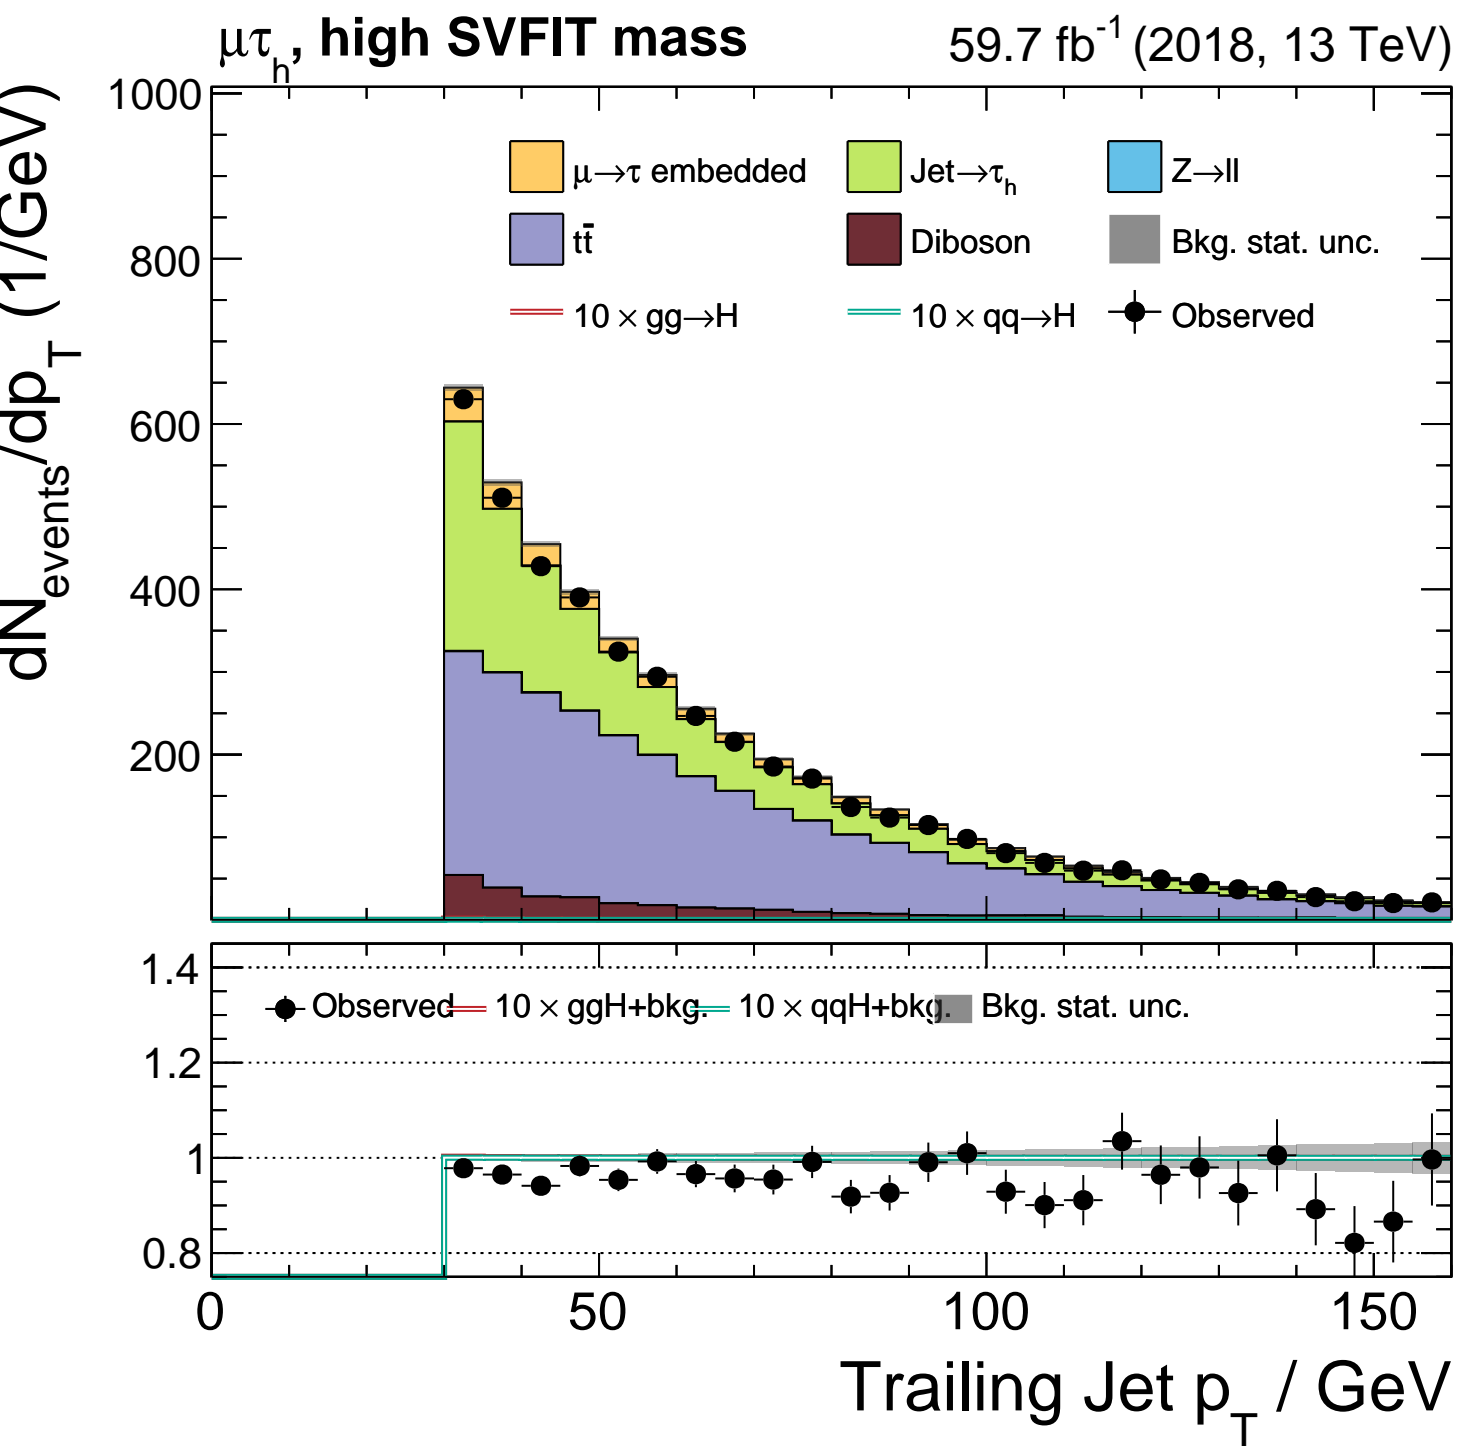 μτh, high SVFIT mass 59.7 fb-1 (2018, 13 TeV)
dNevents/dpT (1/GeV)
1000
800
600
400
200
μ→τ embedded Jet→τh Z→ll
tt̄ Diboson Bkg. stat. unc.
10 × gg→H 10 × qq→H Observed
1.4
1.2
1
0.8
Observed 10 × ggH+bkg. 10 × qqH+bkg. Bkg. stat. unc.
0 50 100 150
Trailing Jet pT / GeV